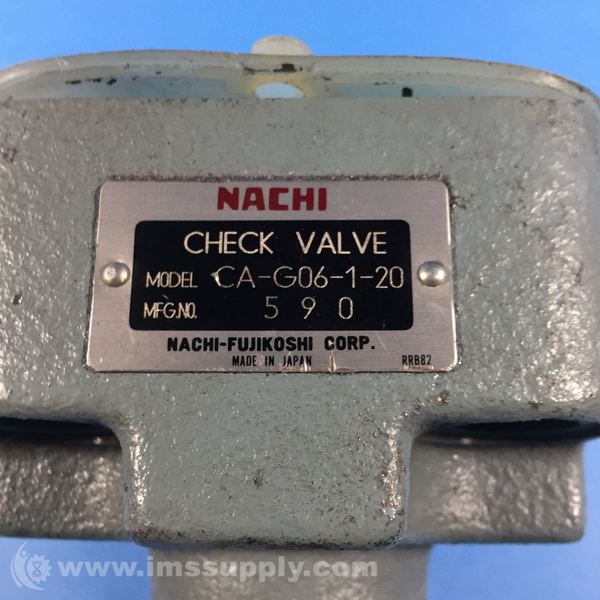 NACHI
CHECK VALVE
MODEL CA-G06-1-20
MFG.NO. 5 9 0
NACHI-FUJIKOSHI CORP.
MADE IN JAPAN RRB82
www.imssupply.com